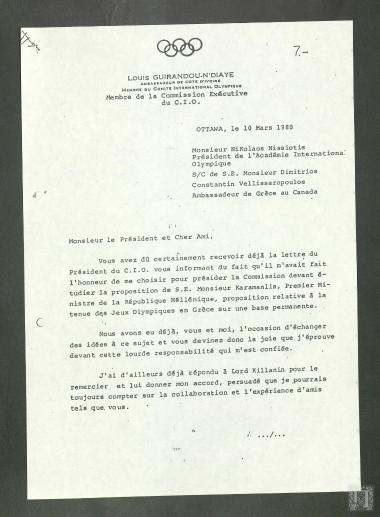 7.-
LOUIS GUIRANDOU-N'DIAYE
AMBASSADEUR DE COTE D'IVOIRE
MEMBRE DU COMITÉ INTERNATIONAL OLYMPIQUE
Membre de la Commission Exécutive
du C.I.O.
OTTAWA, le 10 Mars 1980
Monsieur NiKolaos Nissiotis
Président de l'Académie International
Olympique
S/C de S.E. Monsieur Dimitrios
Constantin Vellissaropoulos
Ambassadeur de Grèce au Canada
Monsieur le Président et Cher Ami,
Vous avez dû certainement recevoir déjà la lettre du
Président du C.I.O. vous informant du fait qu'il m'avait fait
l'honneur de me choisir pour présider la Commission devant é-
tudier la proposition de S.E. Monsieur Karamanlis, Premier Mi-
nistre de la République Hellénique, proposition relative à la
tenue des Jeux Olympiques en Grèce sur une base permanente.
Nous avons eu déjà, vous et moi, l'occasion d'échanger
des idées à ce sujet et vous devinez donc la joie que j'éprouve
devant cette lourde responsabilité qui m'est confiée.
J'ai d'ailleurs déjà répondu à Lord Killanin pour le
remercier et lui donner mon accord, persuadé que je pourrais
toujours compter sur la collaboration et l'expérience d'amis
tels que vous.
.../...